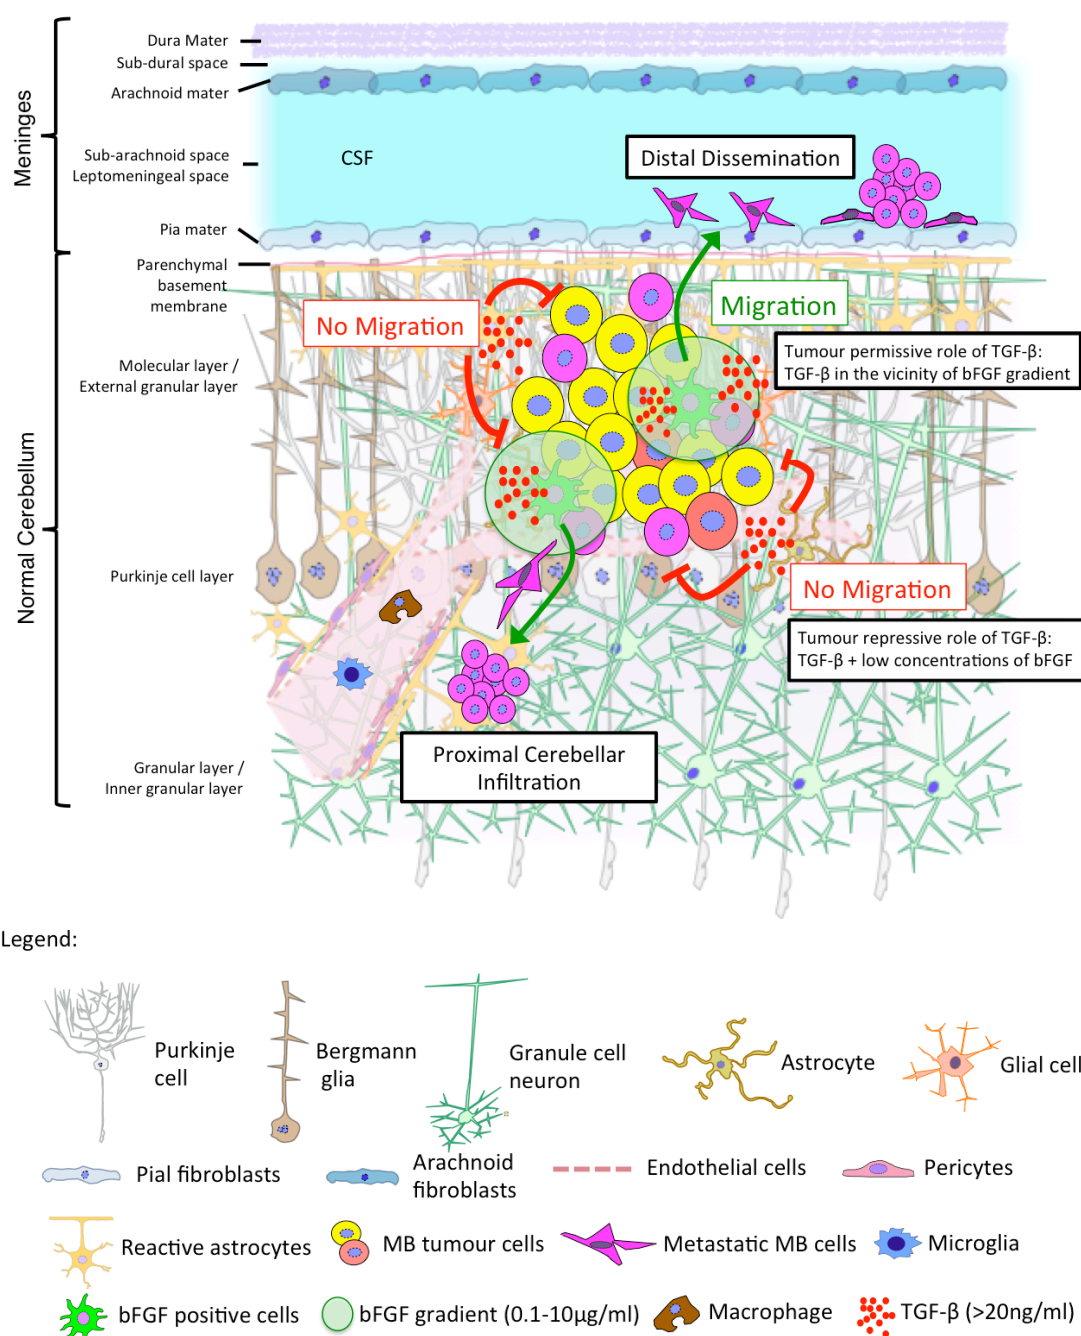 Meninges
Dura Mater
Sub-dural space
Arachnoid mater
Sub-arachnoid space
Leptomeningeal space
Pia mater
CSF
Distal Dissemination
Normal Cerebellum
Parenchymal
basement
membrane
No Migration
Migration
Tumour permissive role of TGF-β:
TGF-β in the vicinity of bFGF gradient
Molecular layer /
External granular layer
Purkinje cell layer
No Migration
Tumour repressive role of TGF-β:
TGF-β + low concentrations of bFGF
Proximal Cerebellar
Infiltration
Granular layer /
Inner granular layer
Legend:
Purkinje
cell
Bergmann
glia
Granule cell
neuron
Astrocyte
Glial cell
Pial fibroblasts
Arachnoid
fibroblasts
Endothelial cells
Pericytes
Reactive astrocytes
MB tumour cells
Metastatic MB cells
Microglia
bFGF positive cells
bFGF gradient (0.1-10μg/ml)
Macrophage
TGF-β (>20ng/ml)